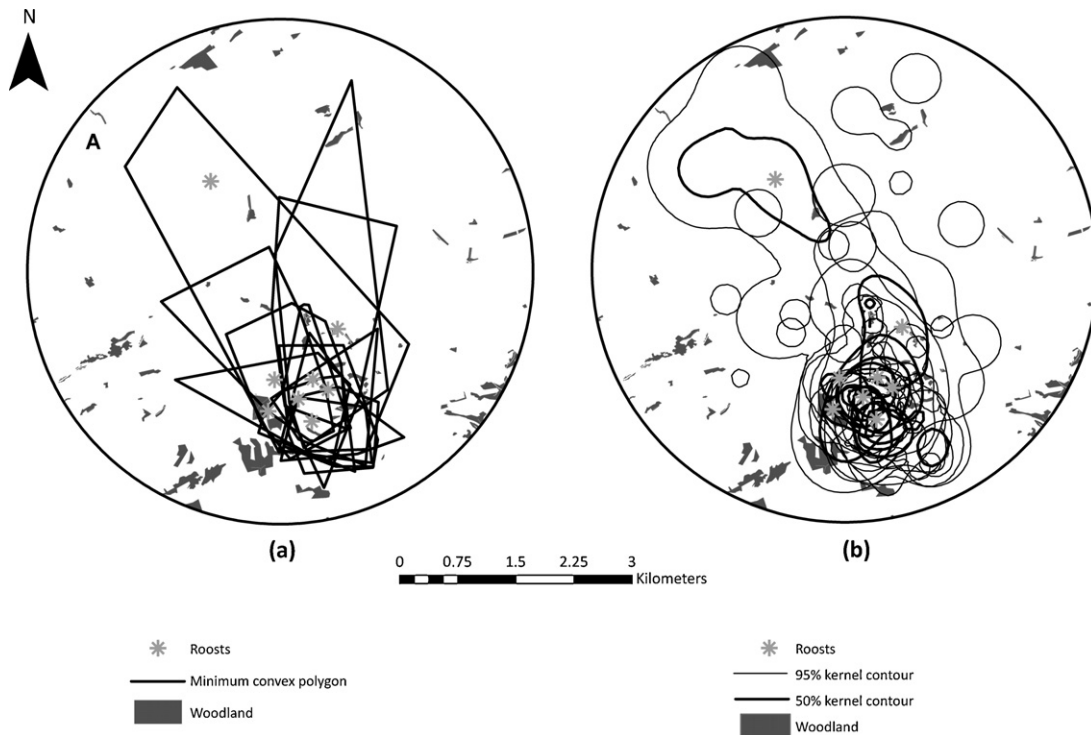 N
A
(a)
(b)
0 0.75 1.5 2.25 3
Kilometers
Roosts
Minimum convex polygon
Woodland
Roosts
95% kernel contour
50% kernel contour
Woodland